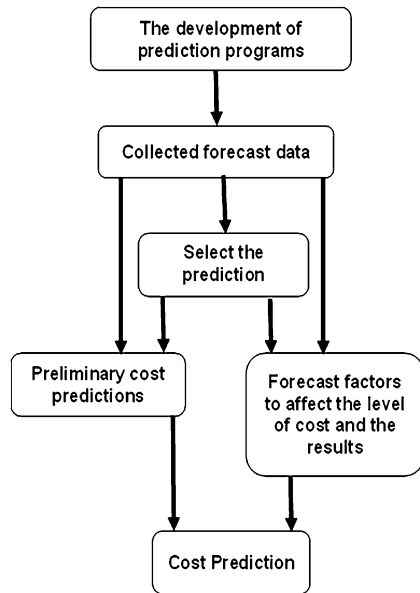 The development of
prediction programs
Collected forecast data
Select the
prediction
Preliminary cost
predictions
Forecast factors
to affect the level
of cost and the
results
Cost Prediction